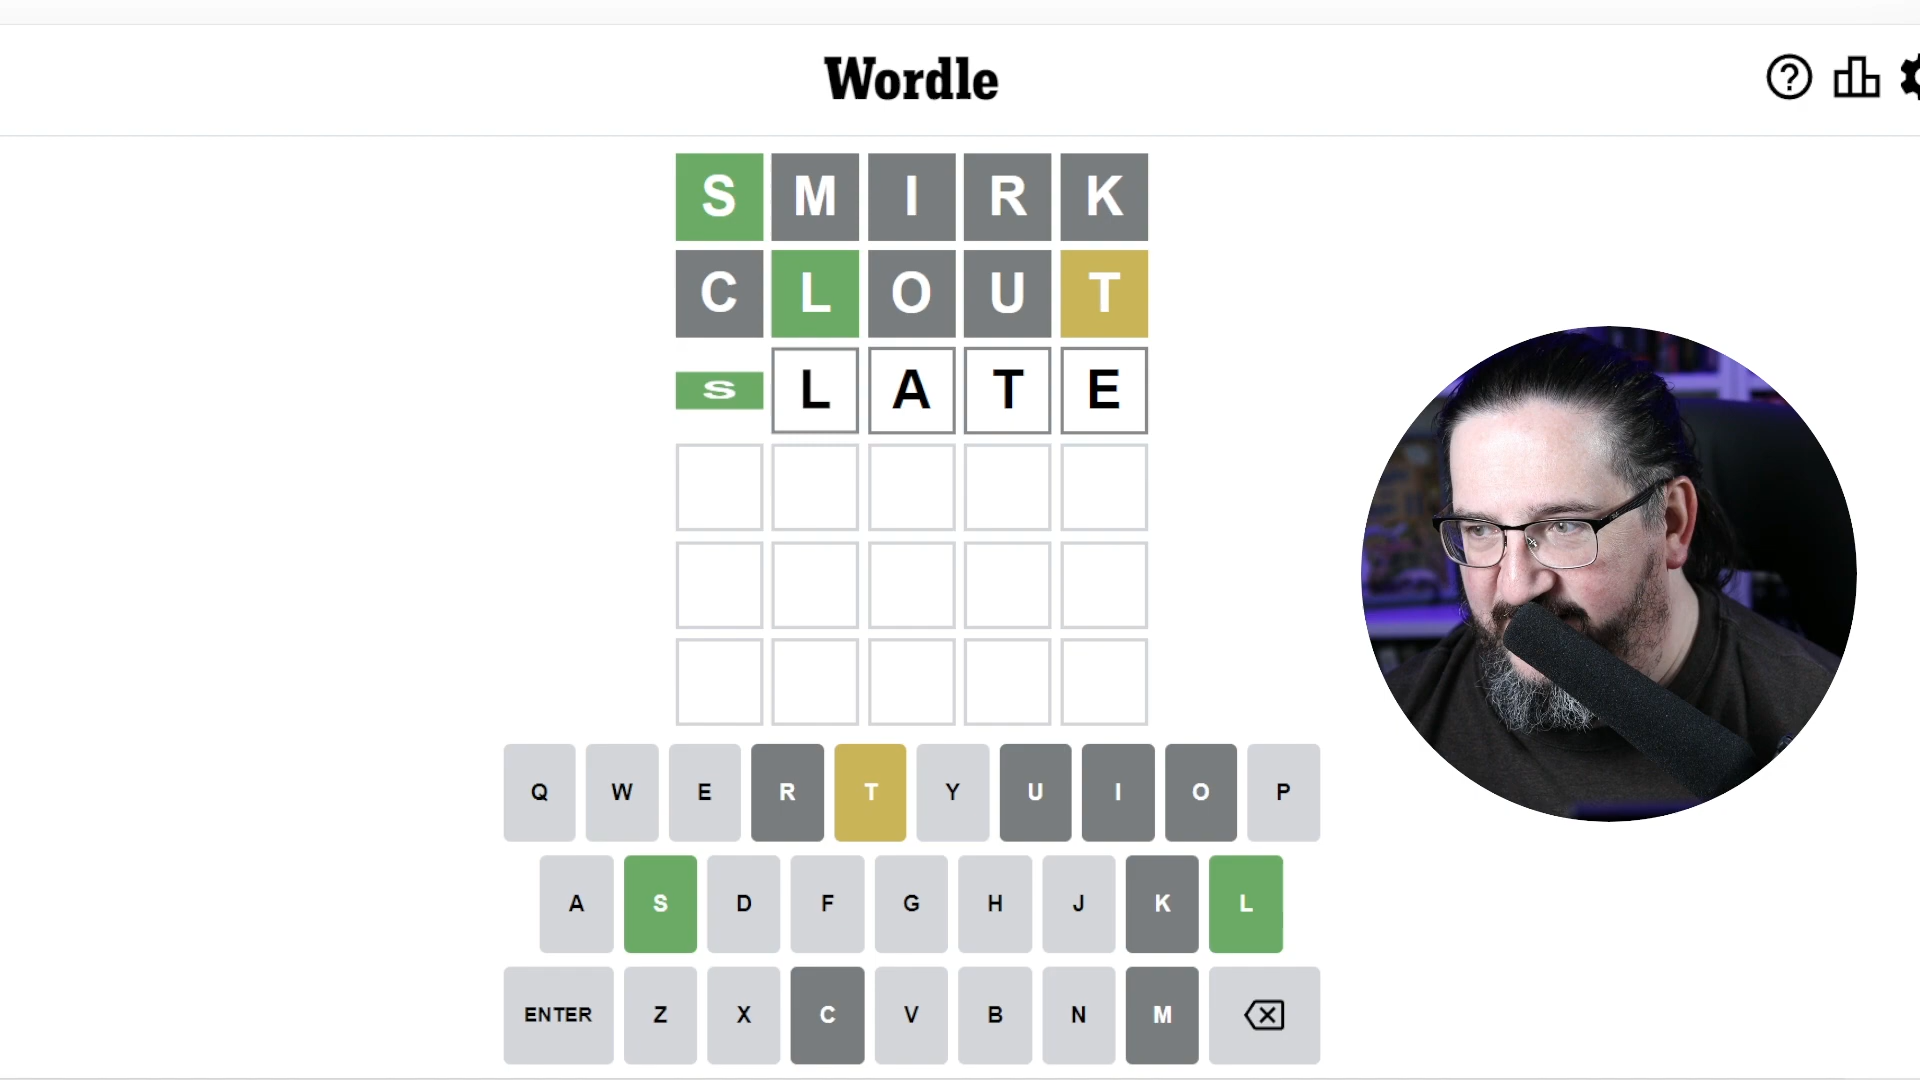 Wordle
S M I R K
C L O U T
S L A T E
Q W E R T Y U I O P
A S D F G H J K L
ENTER Z X C V B N M